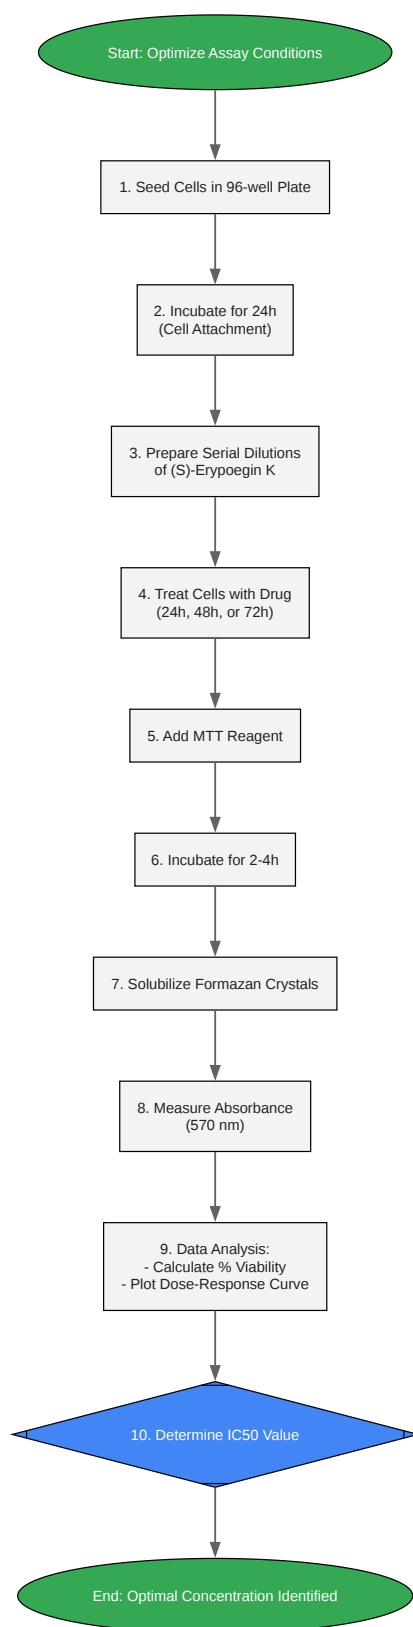 Start: Optimize Assay Conditions
1. Seed Cells in 96-well Plate
2. Incubate for 24h
(Cell Attachment)
3. Prepare Serial Dilutions
of (S)-Erypoegin K
4. Treat Cells with Drug
(24h, 48h, or 72h)
5. Add MTT Reagent
6. Incubate for 2-4h
7. Solubilize Formazan Crystals
8. Measure Absorbance
(570 nm)
9. Data Analysis:
- Calculate % Viability
- Plot Dose-Response Curve
10. Determine IC50 Value
End: Optimal Concentration Identified